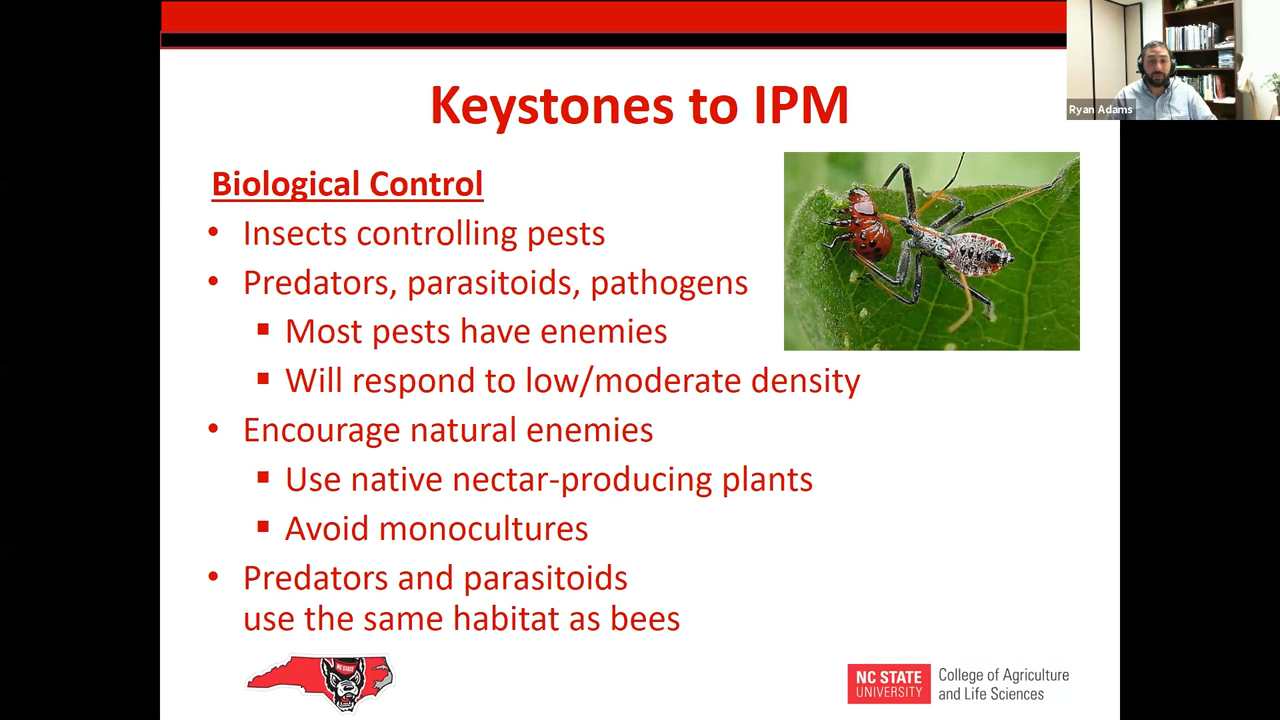 Keystones to IPM
Ryan Adams
Biological Control
• Insects controlling pests
• Predators, parasitoids, pathogens
▪ Most pests have enemies
▪ Will respond to low/moderate density
• Encourage natural enemies
▪ Use native nectar-producing plants
▪ Avoid monocultures
• Predators and parasitoids
use the same habitat as bees
NC STATE
NC STATE
UNIVERSITY
College of Agriculture
and Life Sciences